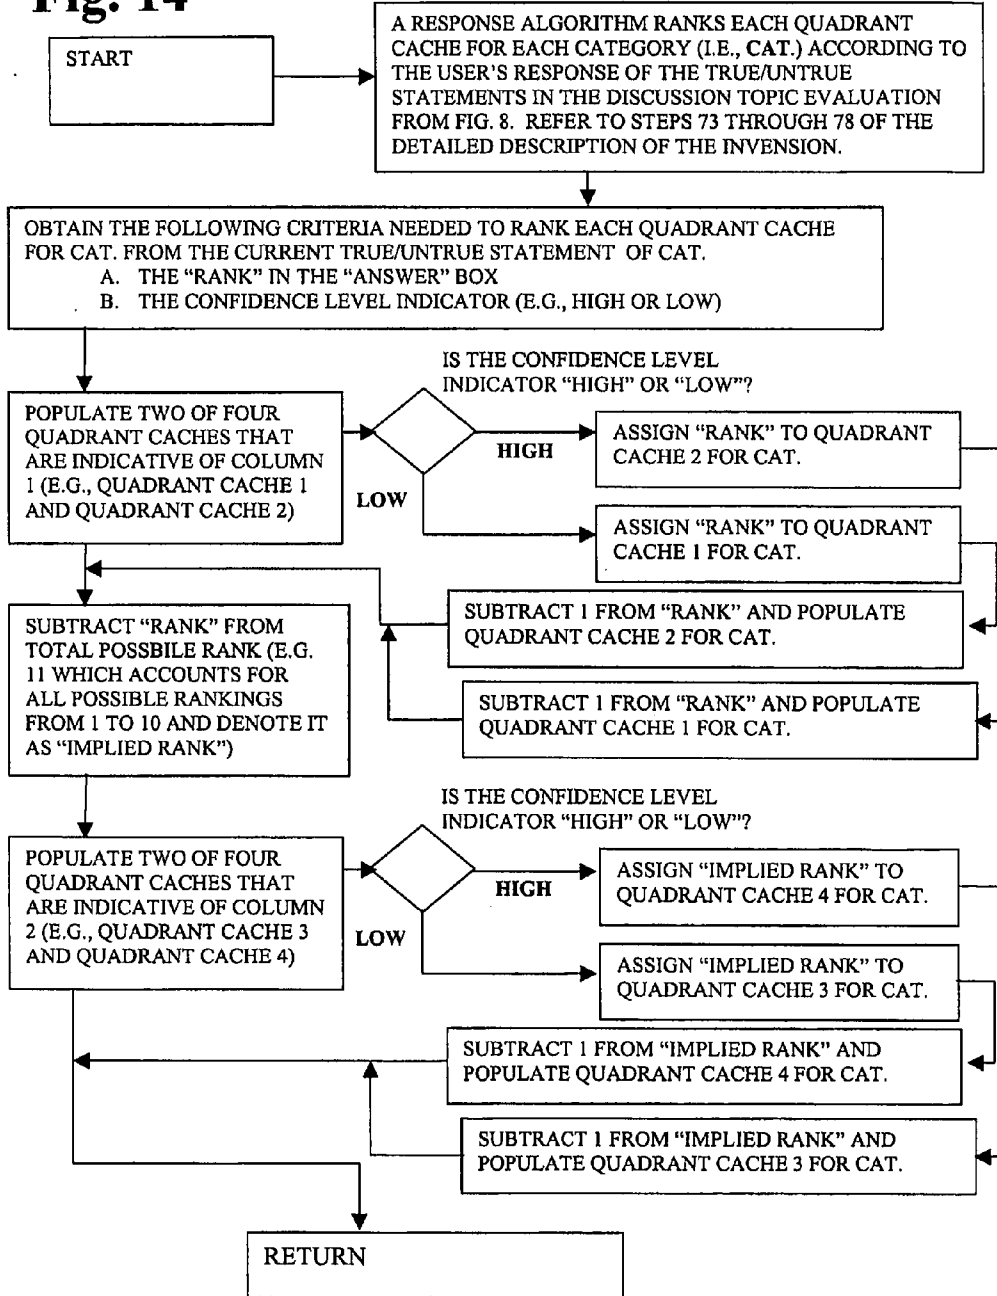 Fig. 14
START
A RESPONSE ALGORITHM RANKS EACH QUADRANT
CACHE FOR EACH CATEGORY (I.E., CAT.) ACCORDING TO
THE USER'S RESPONSE OF THE TRUE/UNTRUE
STATEMENTS IN THE DISCUSSION TOPIC EVALUATION
FROM FIG. 8. REFER TO STEPS 73 THROUGH 78 OF THE
DETAILED DESCRIPTION OF THE INVENSION.
OBTAIN THE FOLLOWING CRITERIA NEEDED TO RANK EACH QUADRANT CACHE
FOR CAT. FROM THE CURRENT TRUE/UNTRUE STATEMENT OF CAT.
A. THE “RANK” IN THE “ANSWER” BOX
B. THE CONFIDENCE LEVEL INDICATOR (E.G., HIGH OR LOW)
POPULATE TWO OF FOUR
QUADRANT CACHES THAT
ARE INDICATIVE OF COLUMN
1 (E.G., QUADRANT CACHE 1
AND QUADRANT CACHE 2)
IS THE CONFIDENCE LEVEL
INDICATOR “HIGH” OR “LOW”?
HIGH
LOW
ASSIGN “RANK” TO QUADRANT
CACHE 2 FOR CAT.
ASSIGN “RANK” TO QUADRANT
CACHE 1 FOR CAT.
SUBTRACT 1 FROM “RANK” AND POPULATE
QUADRANT CACHE 2 FOR CAT.
SUBTRACT 1 FROM “RANK” AND POPULATE
QUADRANT CACHE 1 FOR CAT.
SUBTRACT “RANK” FROM
TOTAL POSSBILE RANK (E.G.
11 WHICH ACCOUNTS FOR
ALL POSSIBLE RANKINGS
FROM 1 TO 10 AND DENOTE IT
AS “IMPLIED RANK”)
POPULATE TWO OF FOUR
QUADRANT CACHES THAT
ARE INDICATIVE OF COLUMN
2 (E.G., QUADRANT CACHE 3
AND QUADRANT CACHE 4)
IS THE CONFIDENCE LEVEL
INDICATOR “HIGH” OR “LOW”?
HIGH
LOW
ASSIGN “IMPLIED RANK” TO
QUADRANT CACHE 4 FOR CAT.
ASSIGN “IMPLIED RANK” TO
QUADRANT CACHE 3 FOR CAT.
SUBTRACT 1 FROM “IMPLIED RANK” AND
POPULATE QUADRANT CACHE 4 FOR CAT.
SUBTRACT 1 FROM “IMPLIED RANK” AND
POPULATE QUADRANT CACHE 3 FOR CAT.
RETURN